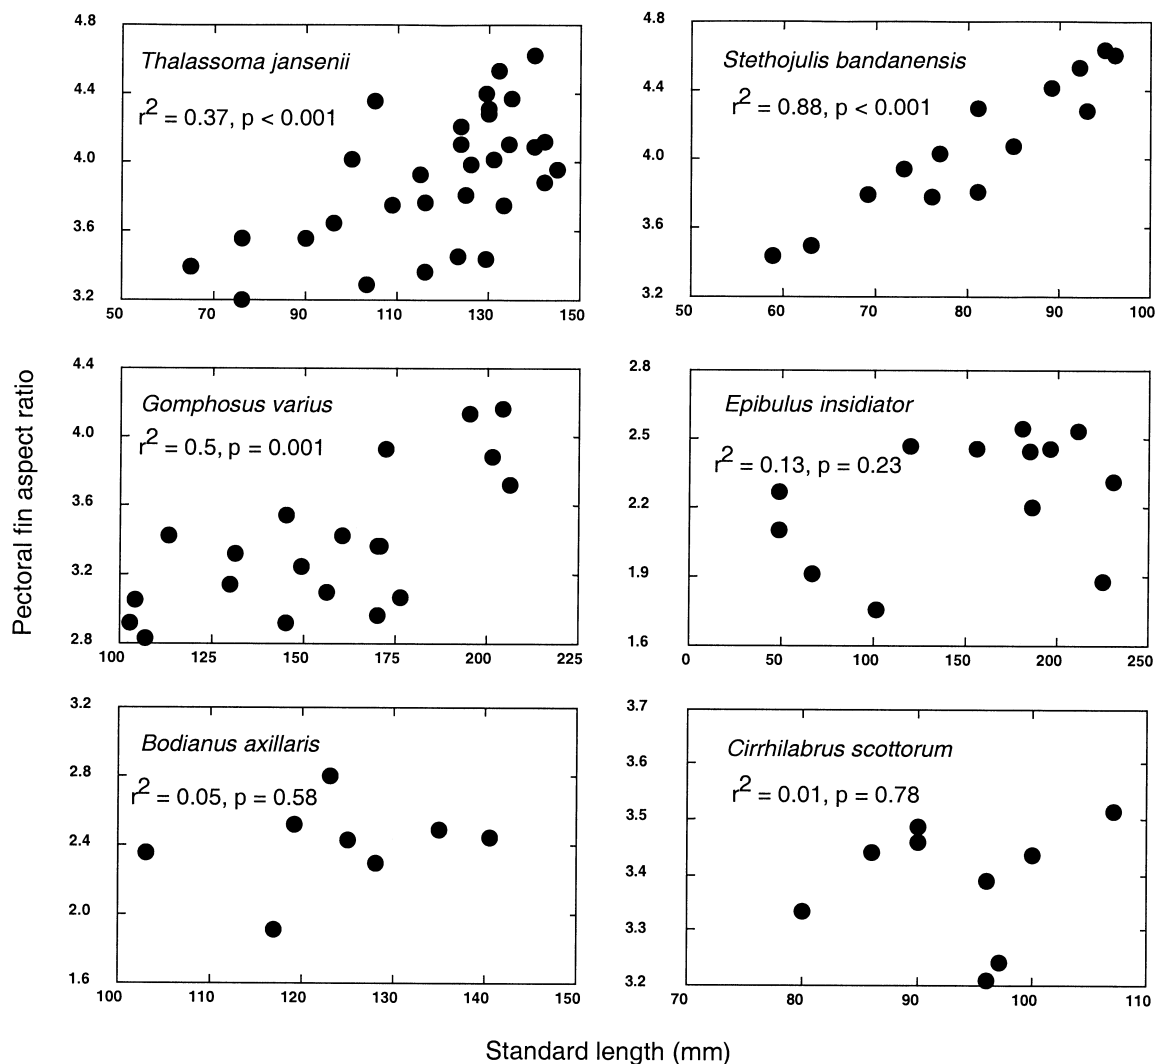 4.8
Thalassoma jansenii
r2 = 0.37, p < 0.001
4.4
4.0
3.6
3.2
50 70 90 110 130 150
4.8
Stethojulis bandanensis
r2 = 0.88, p < 0.001
4.4
4.0
3.6
3.2
50 60 70 80 90 100
Pectoral fin aspect ratio
4.4
Gomphosus varius
r2 = 0.5, p = 0.001
4.0
3.6
3.2
2.8
100 125 150 175 200 225
2.8
Epibulus insidiator
r2 = 0.13, p = 0.23
2.5
2.2
1.9
1.6
0 50 100 150 200 250
3.2
Bodianus axillaris
r2 = 0.05, p = 0.58
2.8
2.4
2.0
1.6
100 110 120 130 140 150
3.7
Cirrhilabrus scottorum
r2 = 0.01, p = 0.78
3.6
3.5
3.4
3.3
3.2
70 80 90 100 110
Standard length (mm)